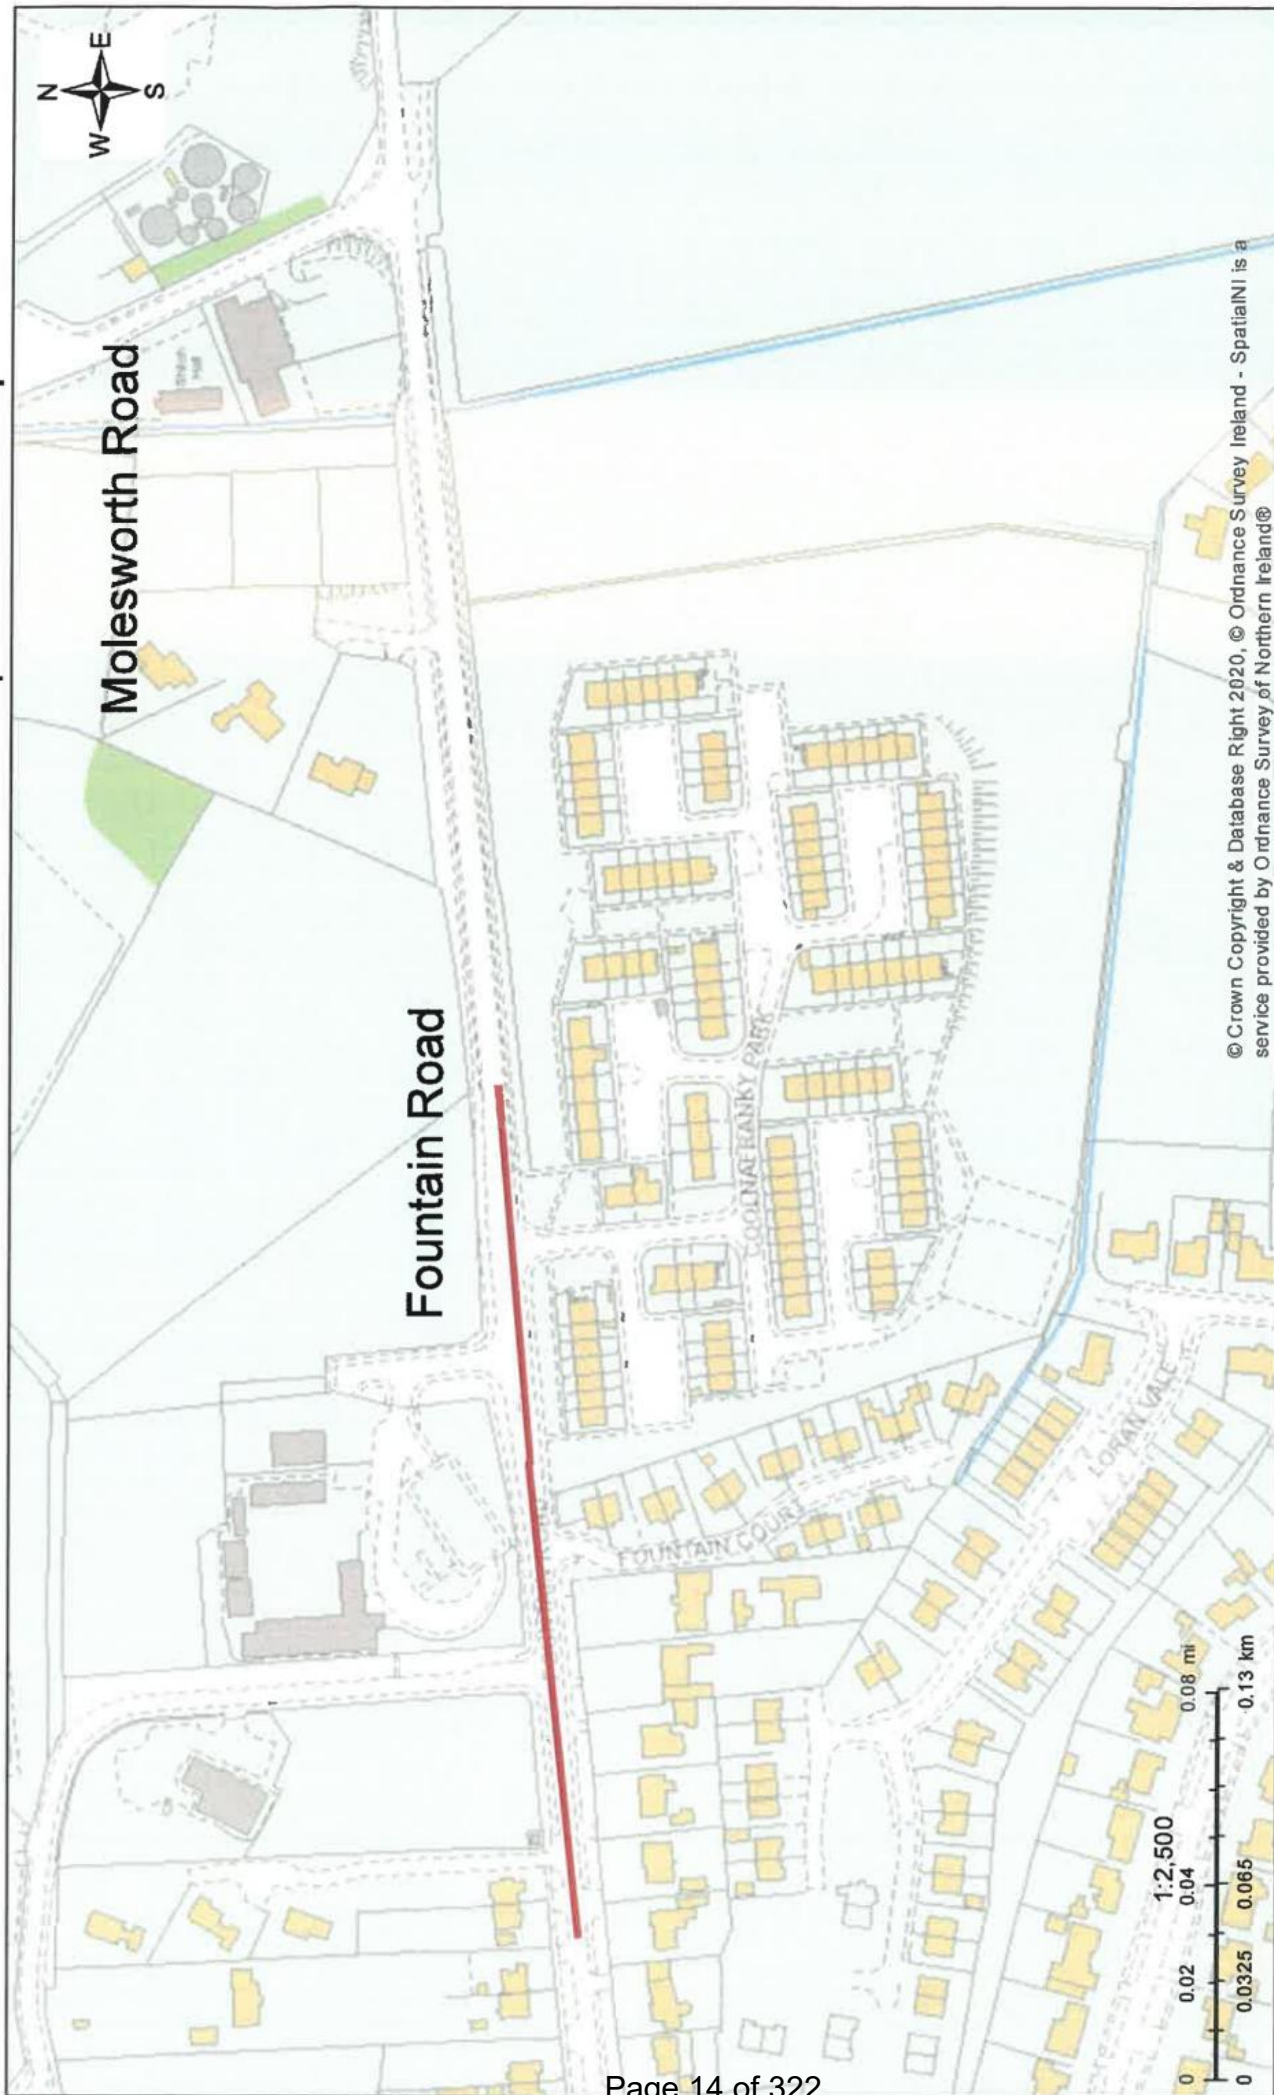 N
E
S
W
Molesworth Road
Fountain Road
COOLNAFRANKY PARK
FOUNTAIN COURT
LORAN VALE
Hall
1:2,500
0 0.02 0.04 0.08 mi
0 0.0325 0.065 0.13 km
© Crown Copyright & Database Right 2020, © Ordnance Survey Ireland - SpatialNI is a
service provided by Ordnance Survey of Northern Ireland®
Page 14 of 322